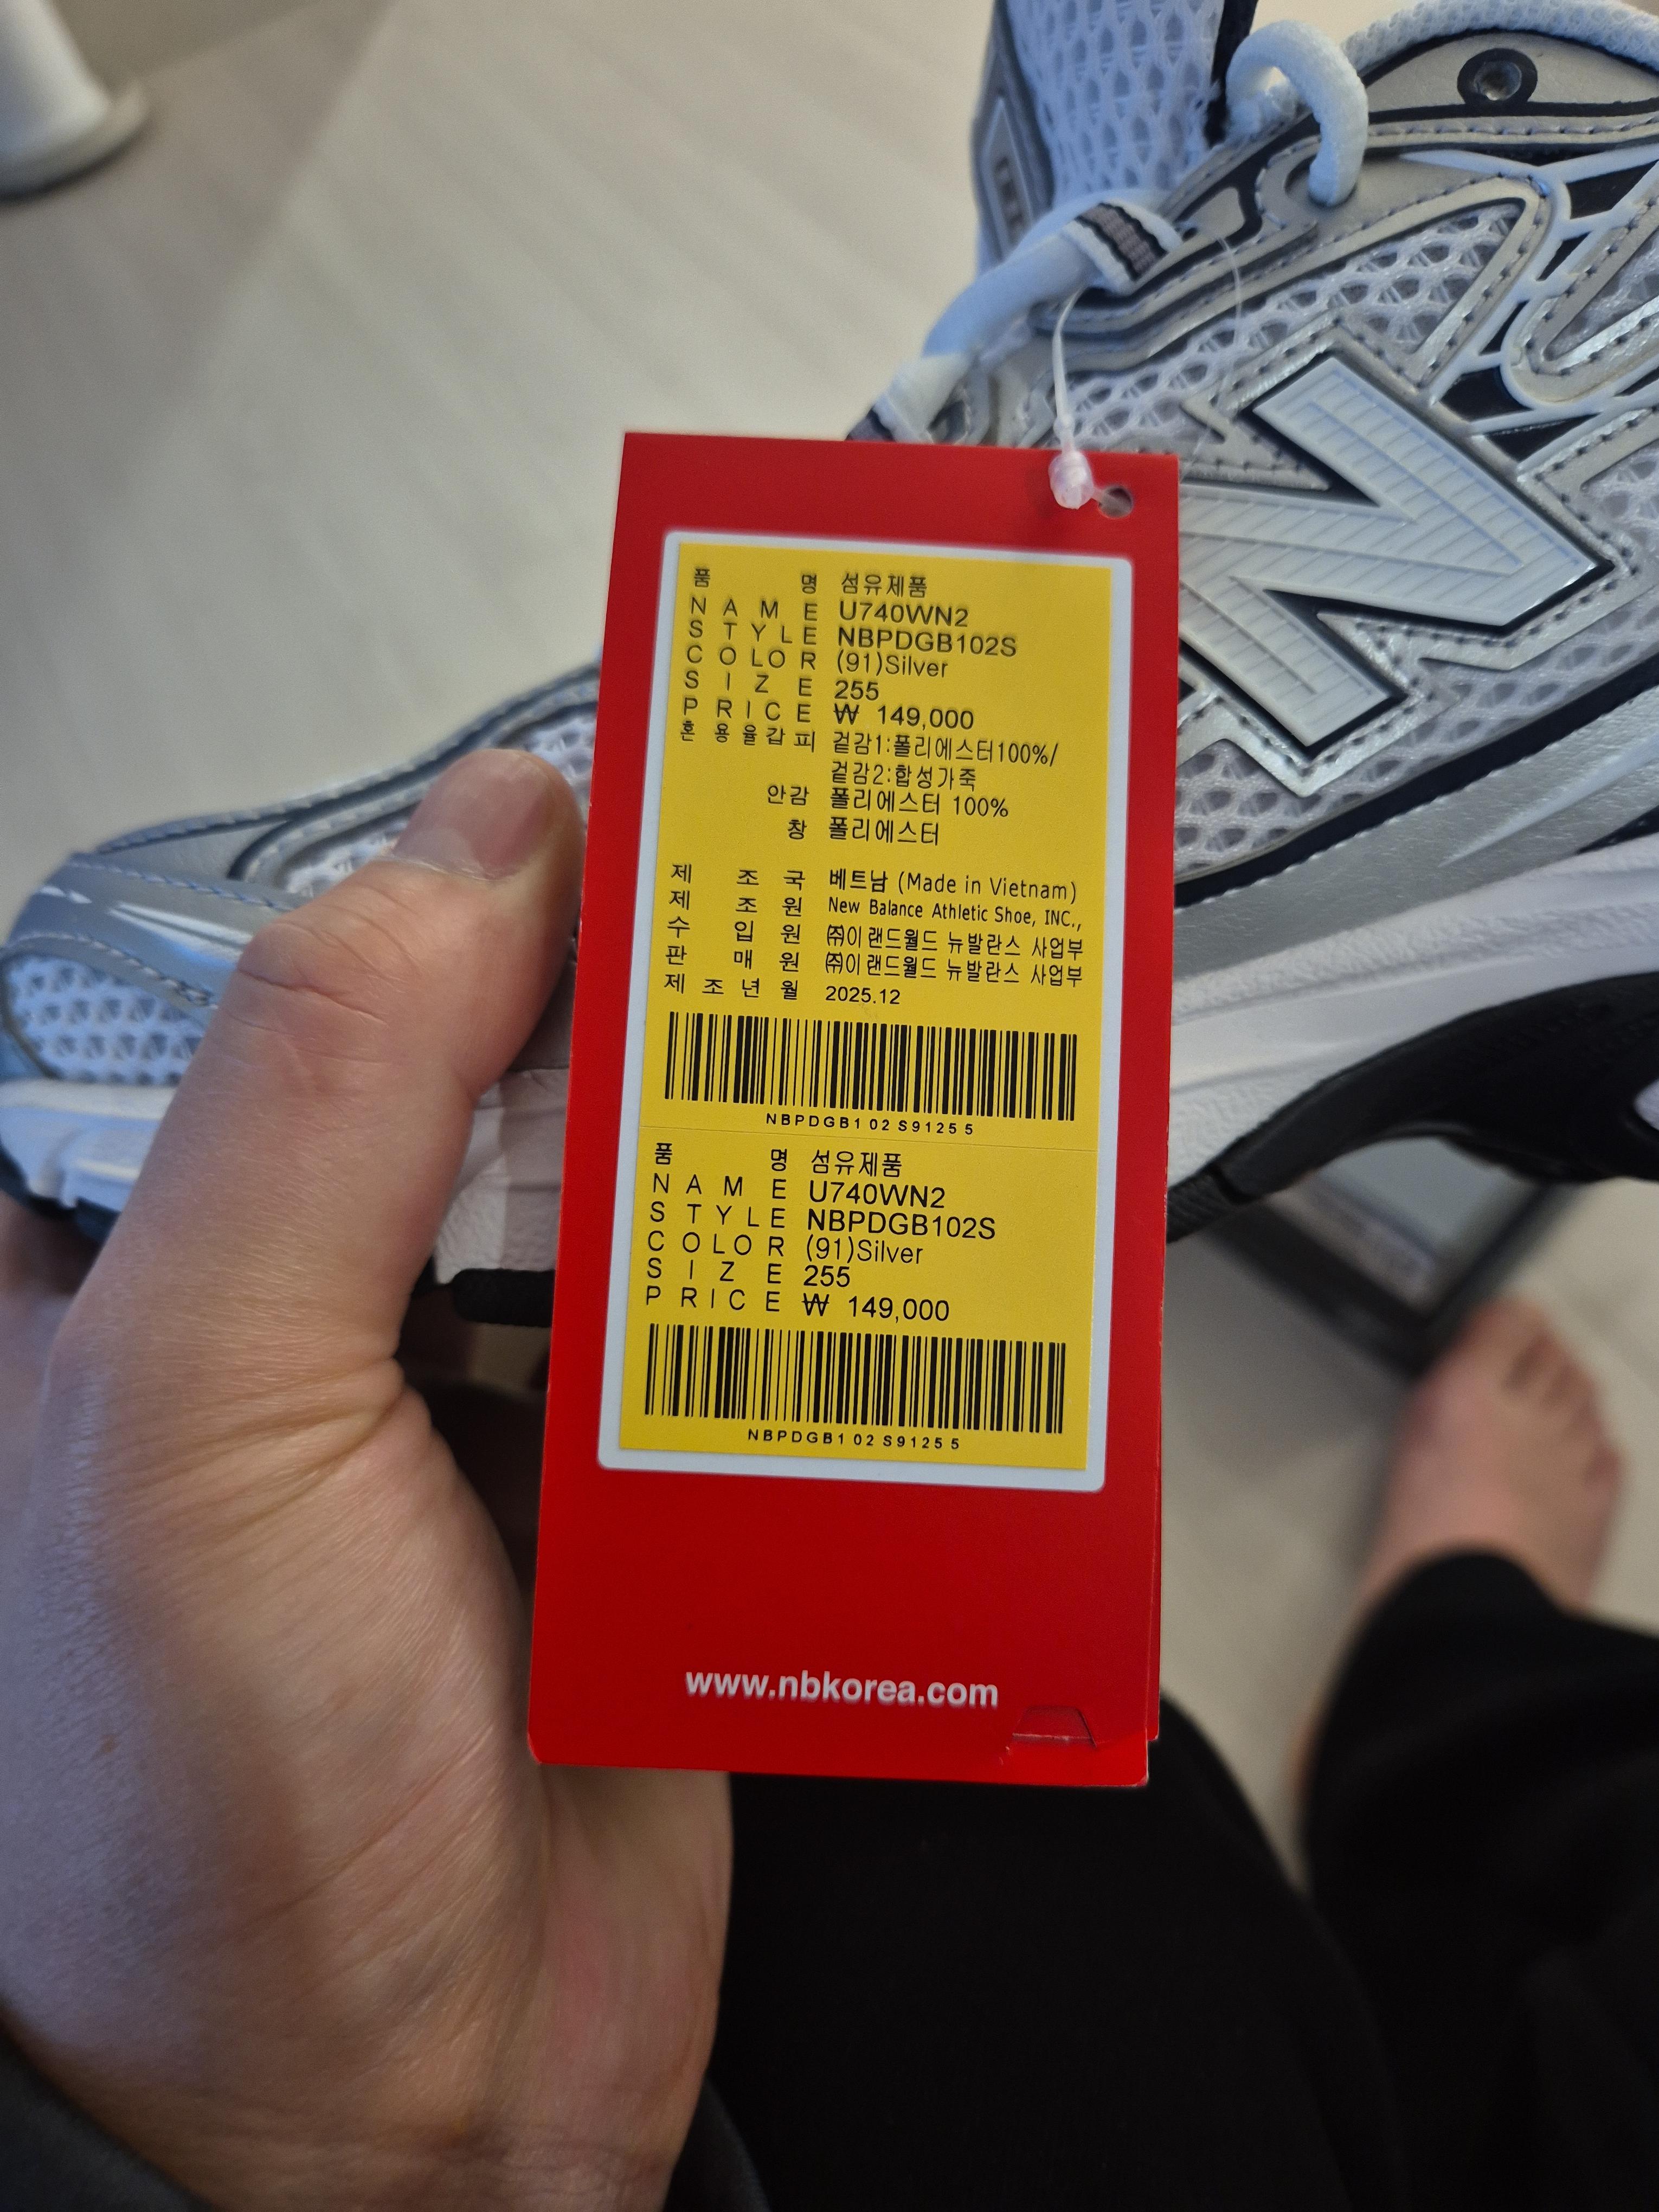 품 명 섬유제품
NAME U740WN2
STYLE NBPDGB102S
COLOR (91)Silver
SIZE 255
PRICE ₩ 149,000
혼용율갑피 겉감1:폴리에스터100%/
겉감2:합성가죽
안감 폴리에스터 100%
창 폴리에스터
제 조 국 베트남 (Made in Vietnam)
제 조 원 New Balance Athletic Shoe, INC.,
수 입 원 ㈜이랜드월드 뉴발란스 사업부
판 매 원 ㈜이랜드월드 뉴발란스 사업부
제조년월 2025.12
NBPDGB102S91255
품 명 섬유제품
NAME U740WN2
STYLE NBPDGB102S
COLOR (91)Silver
SIZE 255
PRICE ₩ 149,000
NBPDGB102S91255
www.nbkorea.com
N